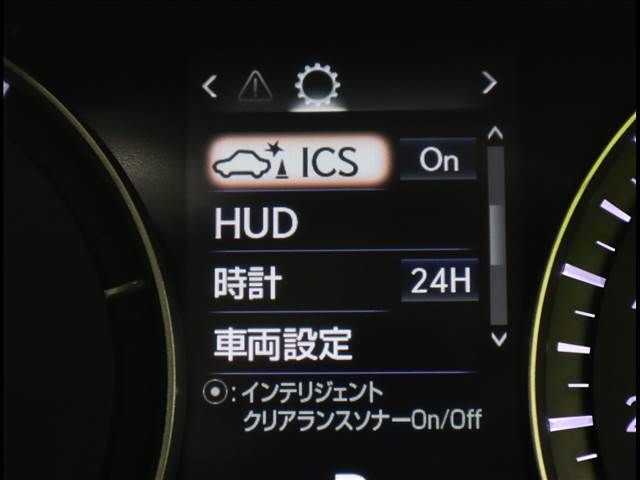 ICS On
HUD
時計 24H
車両設定
⦿:インテリジェント
クリアランスソナーOn/Off